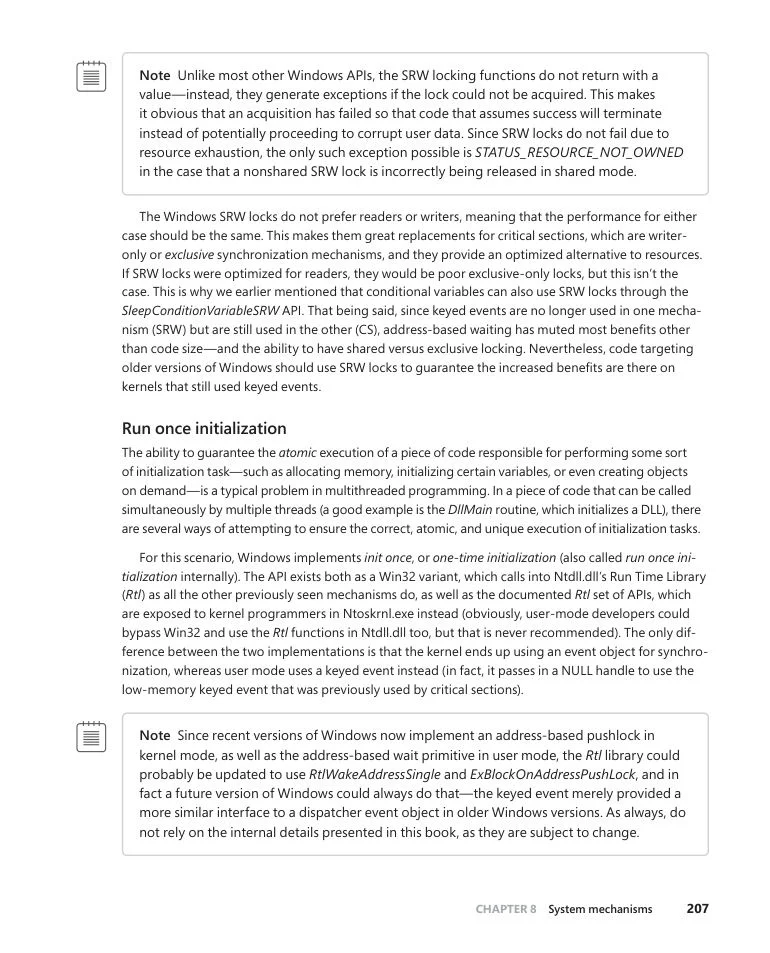 Note Unlike most other Windows APIs, the SRW locking functions do not return with a
value—instead, they generate exceptions if the lock could not be acquired. This makes
it obvious that an acquisition has failed so that code that assumes success will terminate
instead of potentially proceeding to corrupt user data. Since SRW locks do not fail due to
resource exhaustion, the only such exception possible is STATUS_RESOURCE_NOT_OWNED
in the case that a nonshared SRW lock is incorrectly being released in shared mode.
The Windows SRW locks do not prefer readers or writers, meaning that the performance for either
case should be the same. This makes them great replacements for critical sections, which are writer-
only or exclusive synchronization mechanisms, and they provide an optimized alternative to resources.
If SRW locks were optimized for readers, they would be poor exclusive-only locks, but this isn't the
case. This is why we earlier mentioned that conditional variables can also use SRW locks through the
SleepConditionVariableSRW API. That being said, since keyed events are no longer used in one mecha-
nism (SRW) but are still used in the other (CS), address-based waiting has muted most benefits other
than code size—and the ability to have shared versus exclusive locking. Nevertheless, code targeting
older versions of Windows should use SRW locks to guarantee the increased benefits are there on
kernels that still used keyed events.
Run once initialization
The ability to guarantee the atomic execution of a piece of code responsible for performing some sort
of initialization task—such as allocating memory, initializing certain variables, or even creating objects
on demand—is a typical problem in multithreaded programming. In a piece of code that can be called
simultaneously by multiple threads (a good example is the DllMain routine, which initializes a DLL), there
are several ways of attempting to ensure the correct, atomic, and unique execution of initialization tasks.
For this scenario, Windows implements init once, or one-time initialization (also called run once ini-
tialization internally). The API exists both as a Win32 variant, which calls into Ntdll.dll's Run Time Library
(Rtl) as all the other previously seen mechanisms do, as well as the documented Rtl set of APIs, which
are exposed to kernel programmers in Ntoskrnl.exe instead (obviously, user-mode developers could
bypass Win32 and use the Rtl functions in Ntdll.dll too, but that is never recommended). The only dif-
ference between the two implementations is that the kernel ends up using an event object for synchro-
nization, whereas user mode uses a keyed event instead (in fact, it passes in a NULL handle to use the
low-memory keyed event that was previously used by critical sections).
Note Since recent versions of Windows now implement an address-based pushlock in
kernel mode, as well as the address-based wait primitive in user mode, the Rtl library could
probably be updated to use RtlWakeAddressSingle and ExBlockOnAddressPushLock, and in
fact a future version of Windows could always do that—the keyed event merely provided a
more similar interface to a dispatcher event object in older Windows versions. As always, do
not rely on the internal details presented in this book, as they are subject to change.
CHAPTER 8 System mechanisms 207